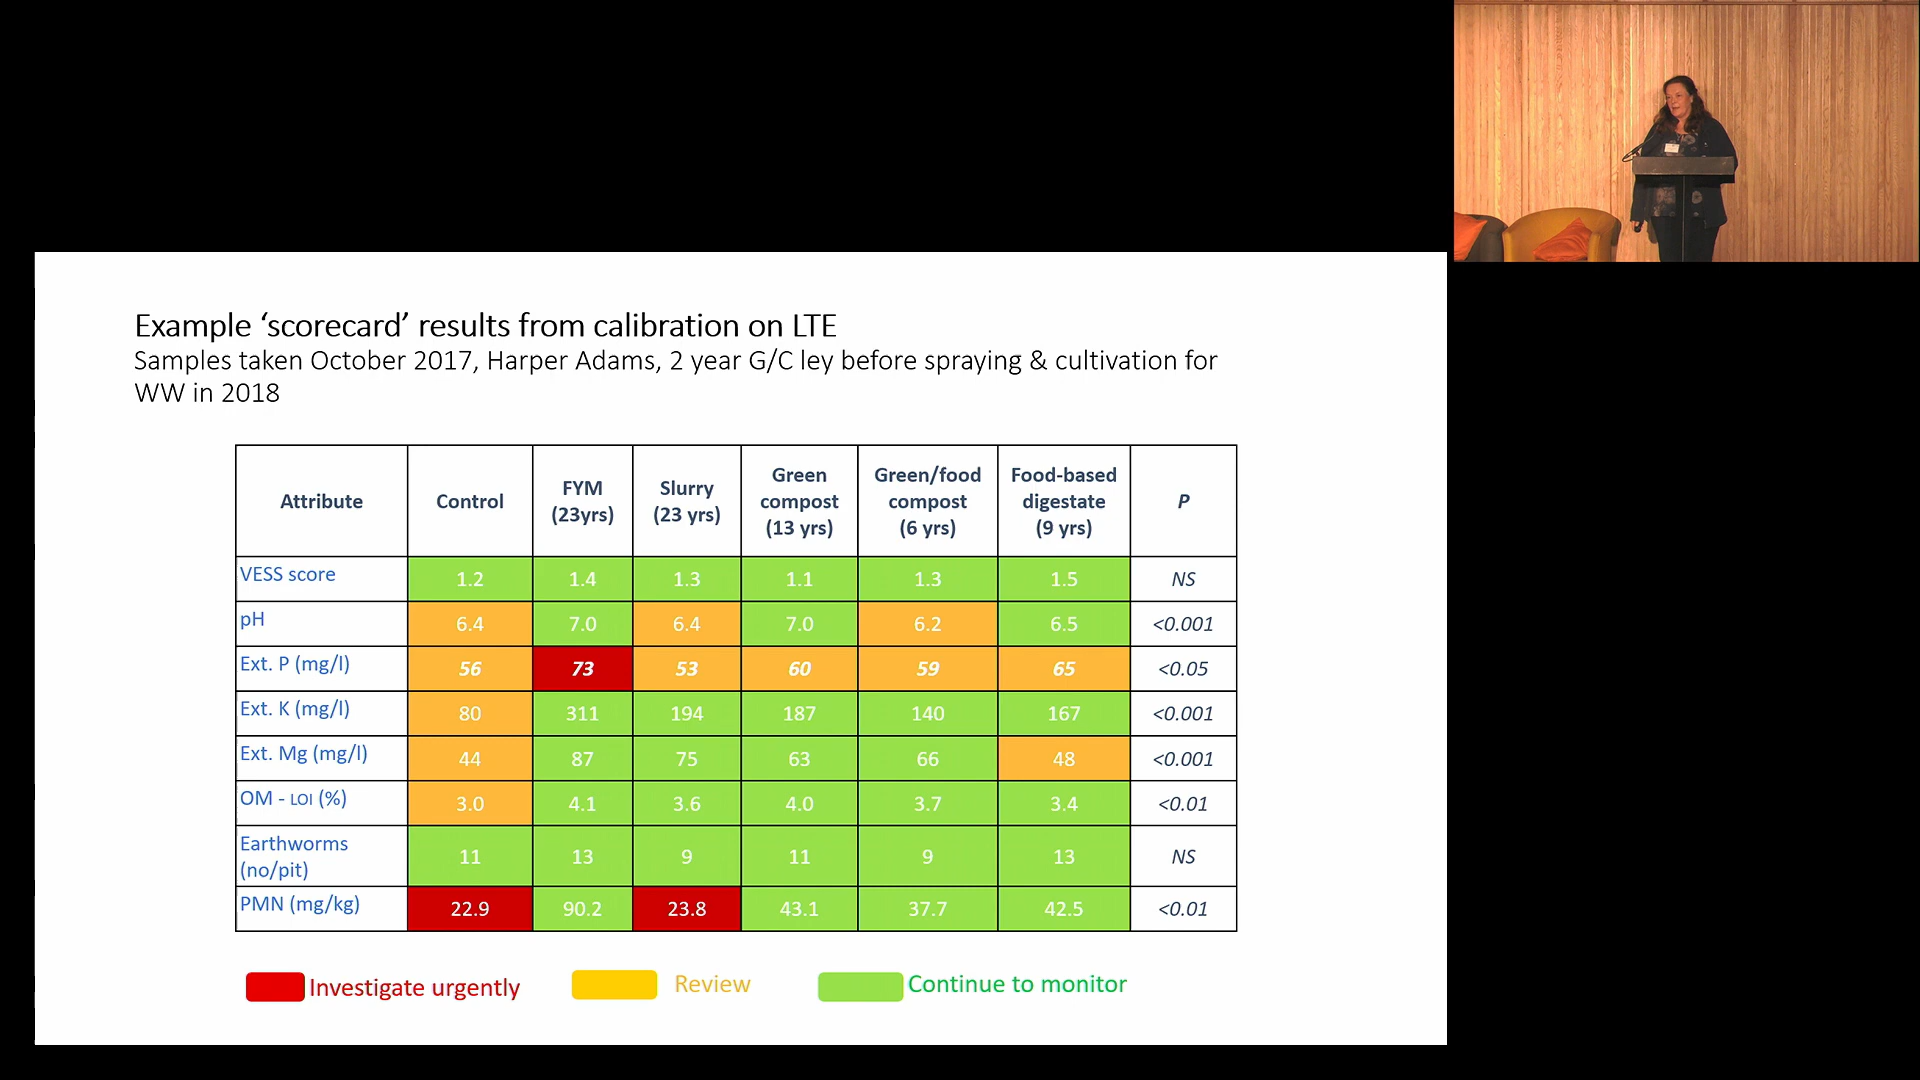 Example ‘scorecard’ results from calibration on LTE
Samples taken October 2017, Harper Adams, 2 year G/C ley before spraying & cultivation for
WW in 2018
Attribute Control FYM (23yrs) Slurry (23 yrs) Green compost (13 yrs) Green/food compost (6 yrs) Food-based digestate (9 yrs) P
VESS score 1.2 1.4 1.3 1.1 1.3 1.5 NS
pH 6.4 7.0 6.4 7.0 6.2 6.5 <0.001
Ext. P (mg/l) 56 73 53 60 59 65 <0.05
Ext. K (mg/l) 80 311 194 187 140 167 <0.001
Ext. Mg (mg/l) 44 87 75 63 66 48 <0.001
OM - LOI (%) 3.0 4.1 3.6 4.0 3.7 3.4 <0.01
Earthworms (no/pit) 11 13 9 11 9 13 NS
PMN (mg/kg) 22.9 90.2 23.8 43.1 37.7 42.5 <0.01
Investigate urgently Review Continue to monitor